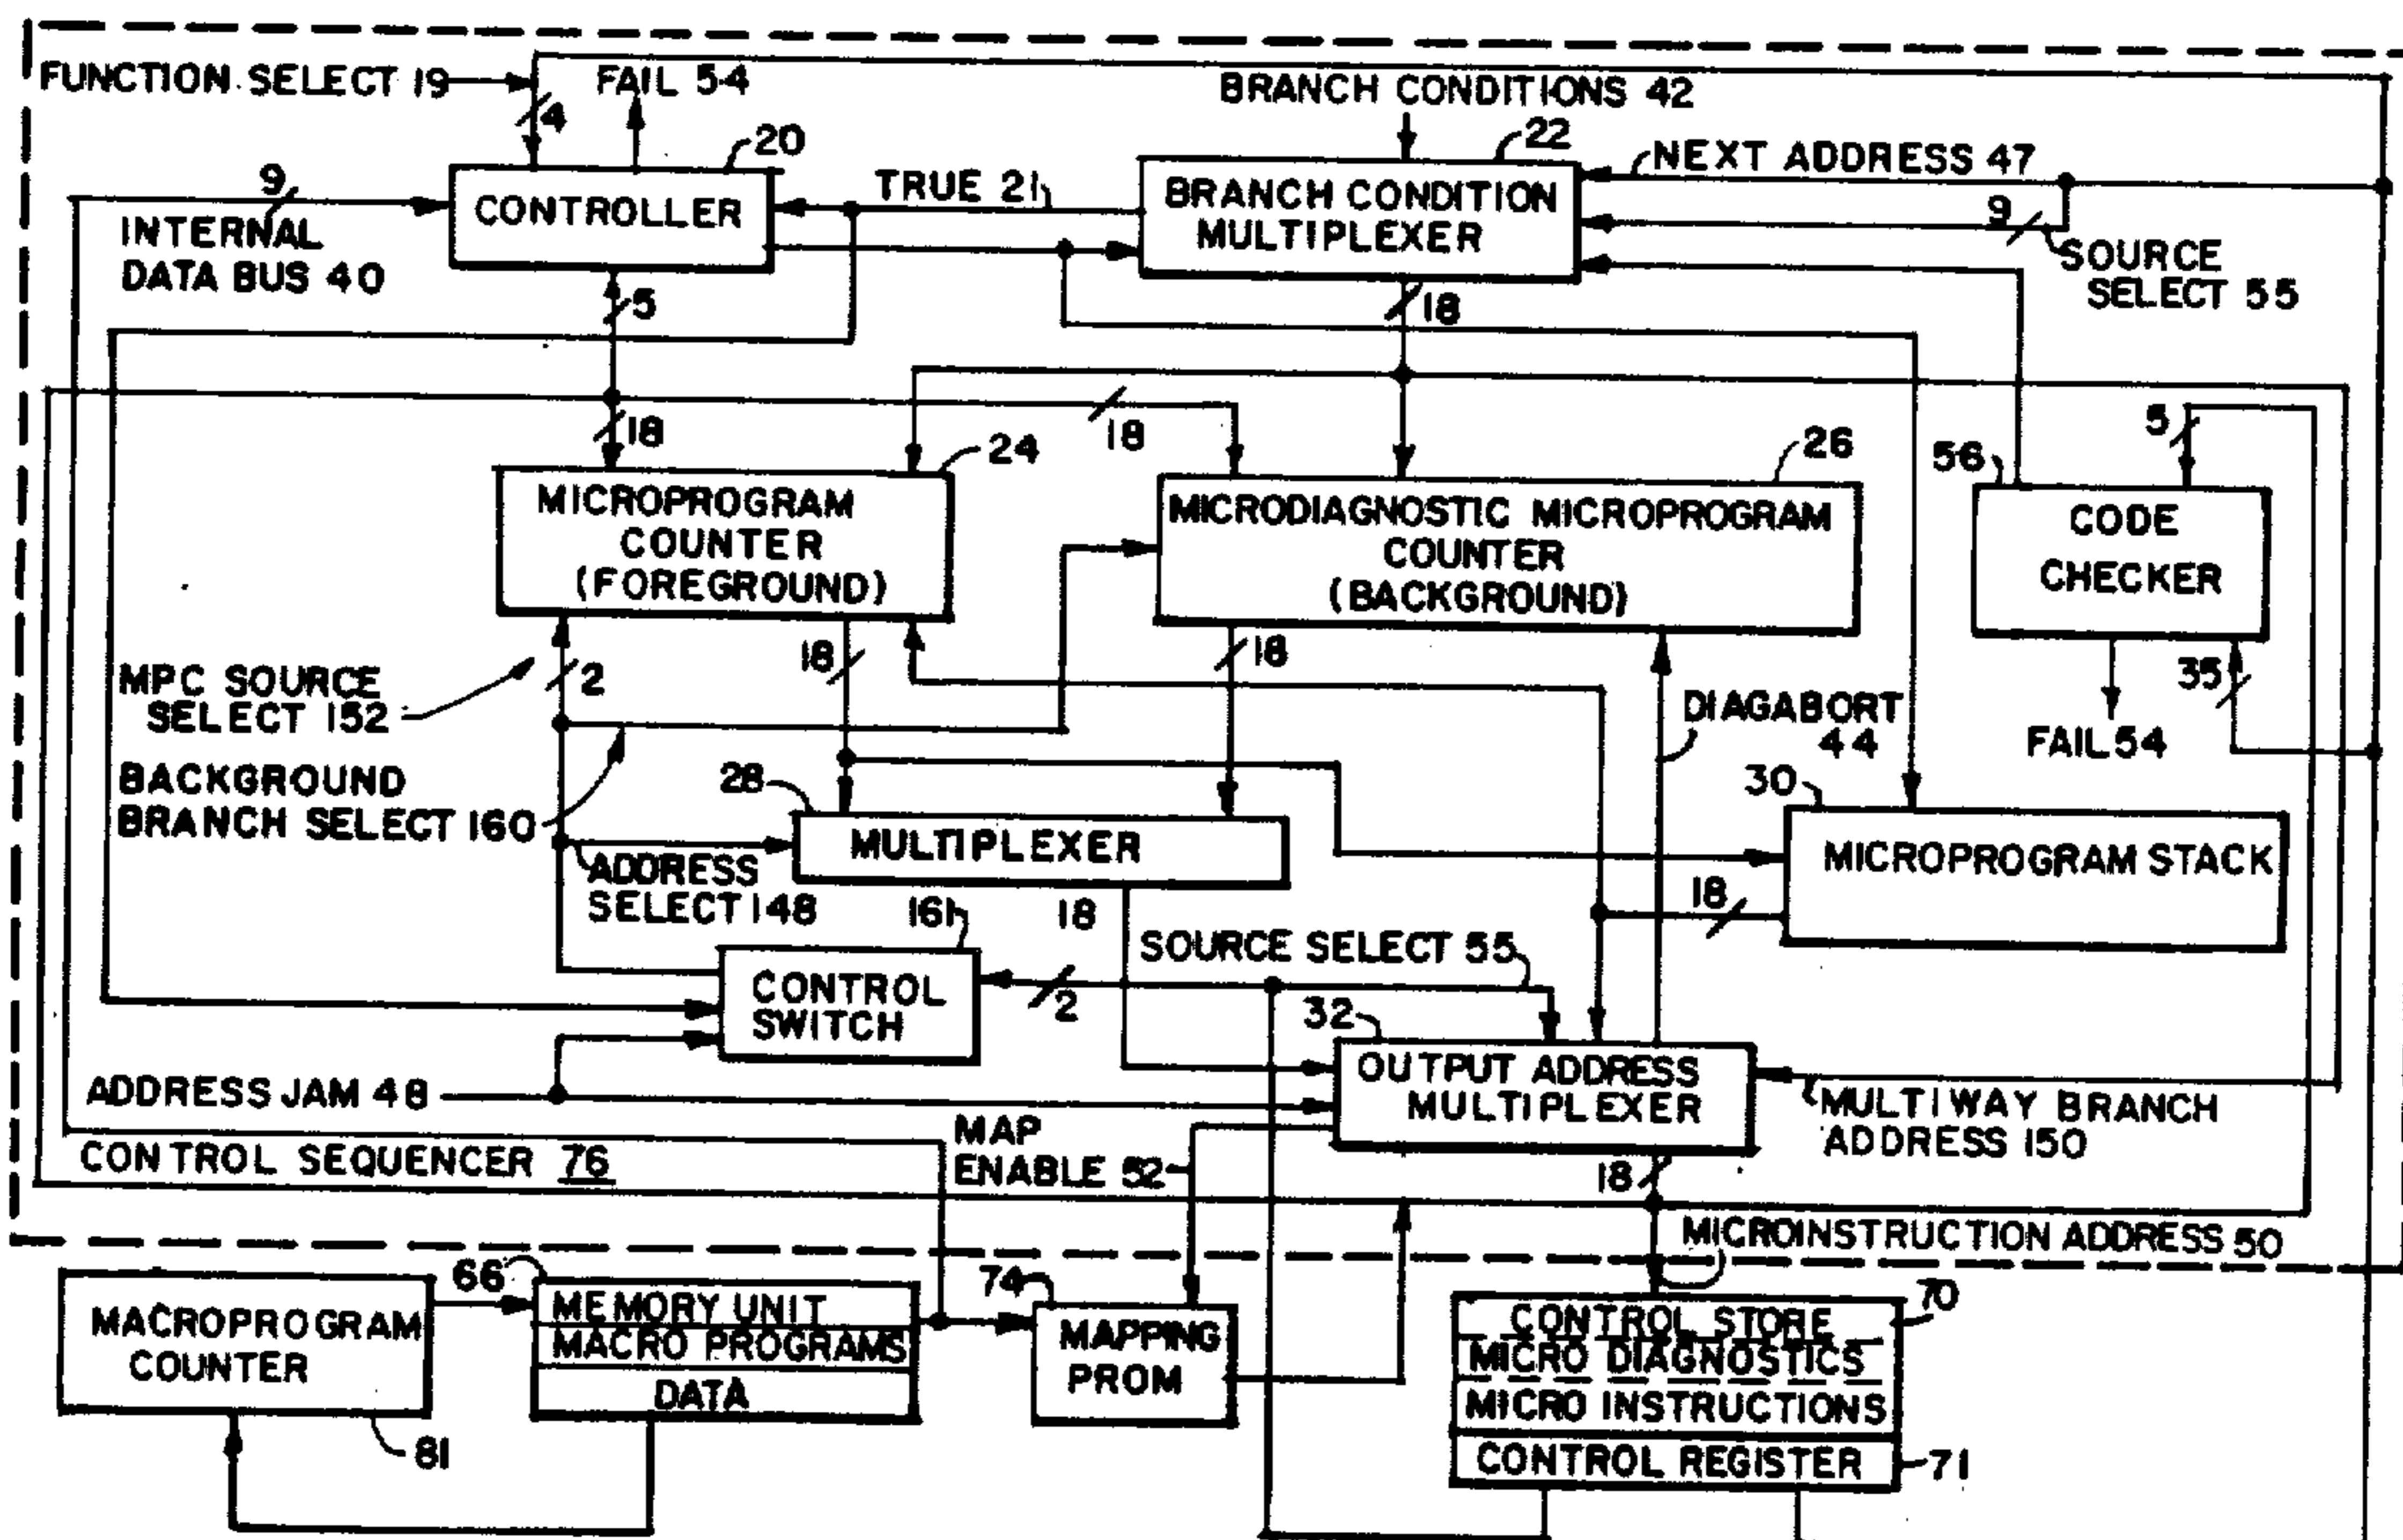 FUNCTION SELECT 19
4
FAIL 54
BRANCH CONDITIONS 42
20
22
9
CONTROLLER
TRUE 21
BRANCH CONDITION
MULTIPLEXER
NEXT ADDRESS 47
9
SOURCE
SELECT 55
INTERNAL
DATA BUS 40
5
18
18
18
5
24
26
56
MICROPROGRAM
COUNTER
(FOREGROUND)
MICRODIAGNOSTIC MICROPROGRAM
COUNTER
(BACKGROUND)
CODE
CHECKER
MPC SOURCE
SELECT 152
2
18
18
DIAGABORT
44
35
FAIL 54
BACKGROUND
BRANCH SELECT 160
28
30
MULTIPLEXER
MICROPROGRAM STACK
ADDRESS
SELECT 148
161
18
18
SOURCE SELECT 55
CONTROL
SWITCH
2
32
ADDRESS JAM 48
OUTPUT ADDRESS
MULTIPLEXER
MULTIWAY BRANCH
ADDRESS 150
CONTROL SEQUENCER 76
MAP
ENABLE 52
18
MICROINSTRUCTION ADDRESS 50
66
74
70
MACROPROGRAM
COUNTER
MEMORY UNIT
MACRO PROGRAMS
DATA
MAPPING
PROM
CONTROL STORE
MICRO DIAGNOSTICS
MICRO INSTRUCTIONS
CONTROL REGISTER
81
71